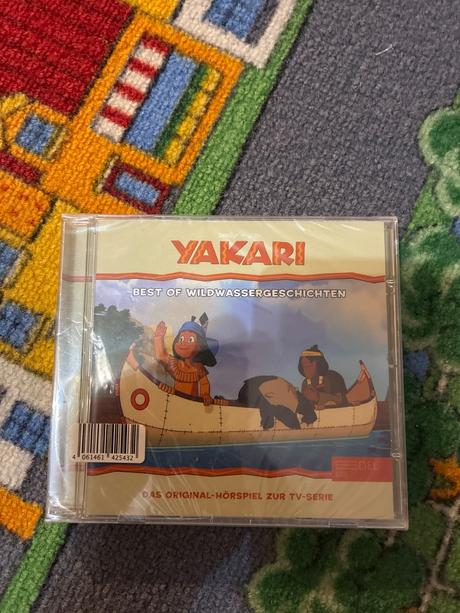 YAKARI
BEST OF WILDWASSERGESCHICHTEN
4 061461 425432
DAS ORIGINAL-HÖRSPIEL ZUR TV-SERIE